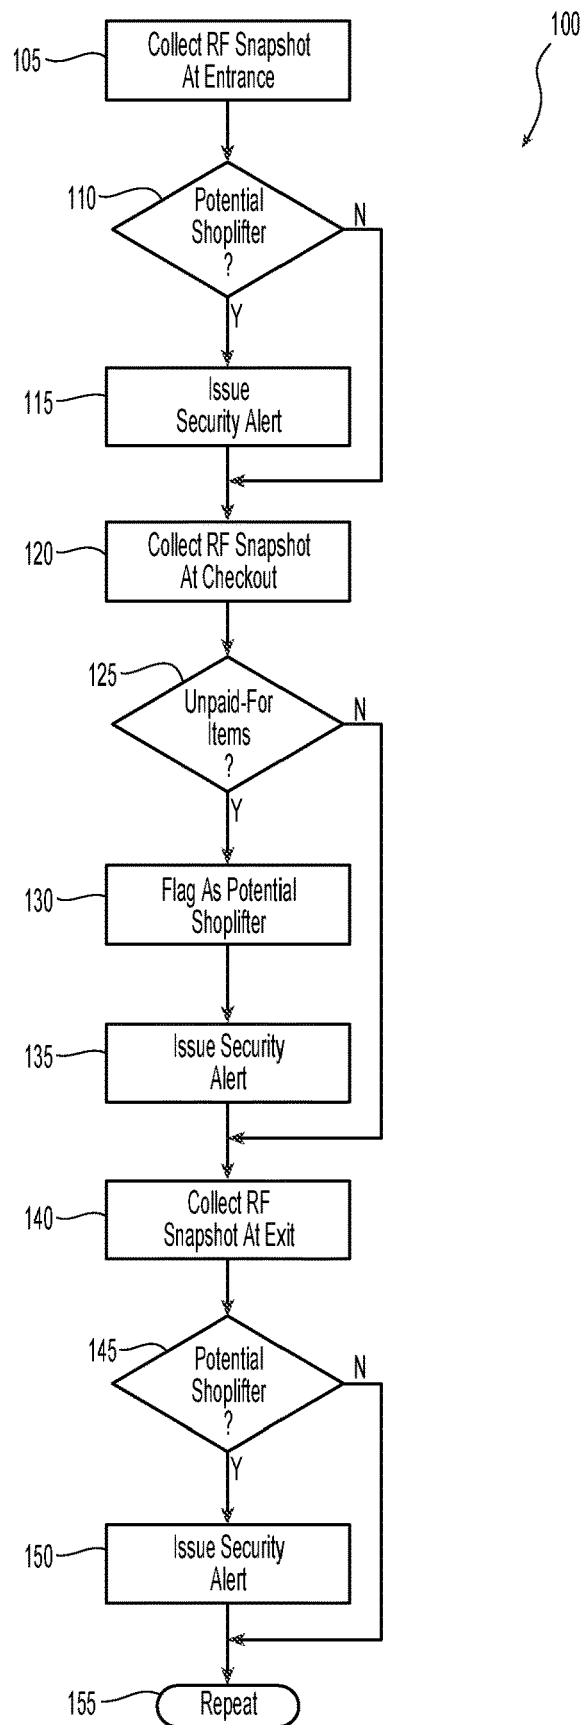 100
105
Collect RF Snapshot
At Entrance
110
Potential
Shoplifter
?
N
Y
115
Issue
Security Alert
120
Collect RF Snapshot
At Checkout
125
Unpaid-For
Items
?
N
Y
130
Flag As Potential
Shoplifter
135
Issue Security
Alert
140
Collect RF
Snapshot At Exit
145
Potential
Shoplifter
?
N
Y
150
Issue Security
Alert
155
Repeat